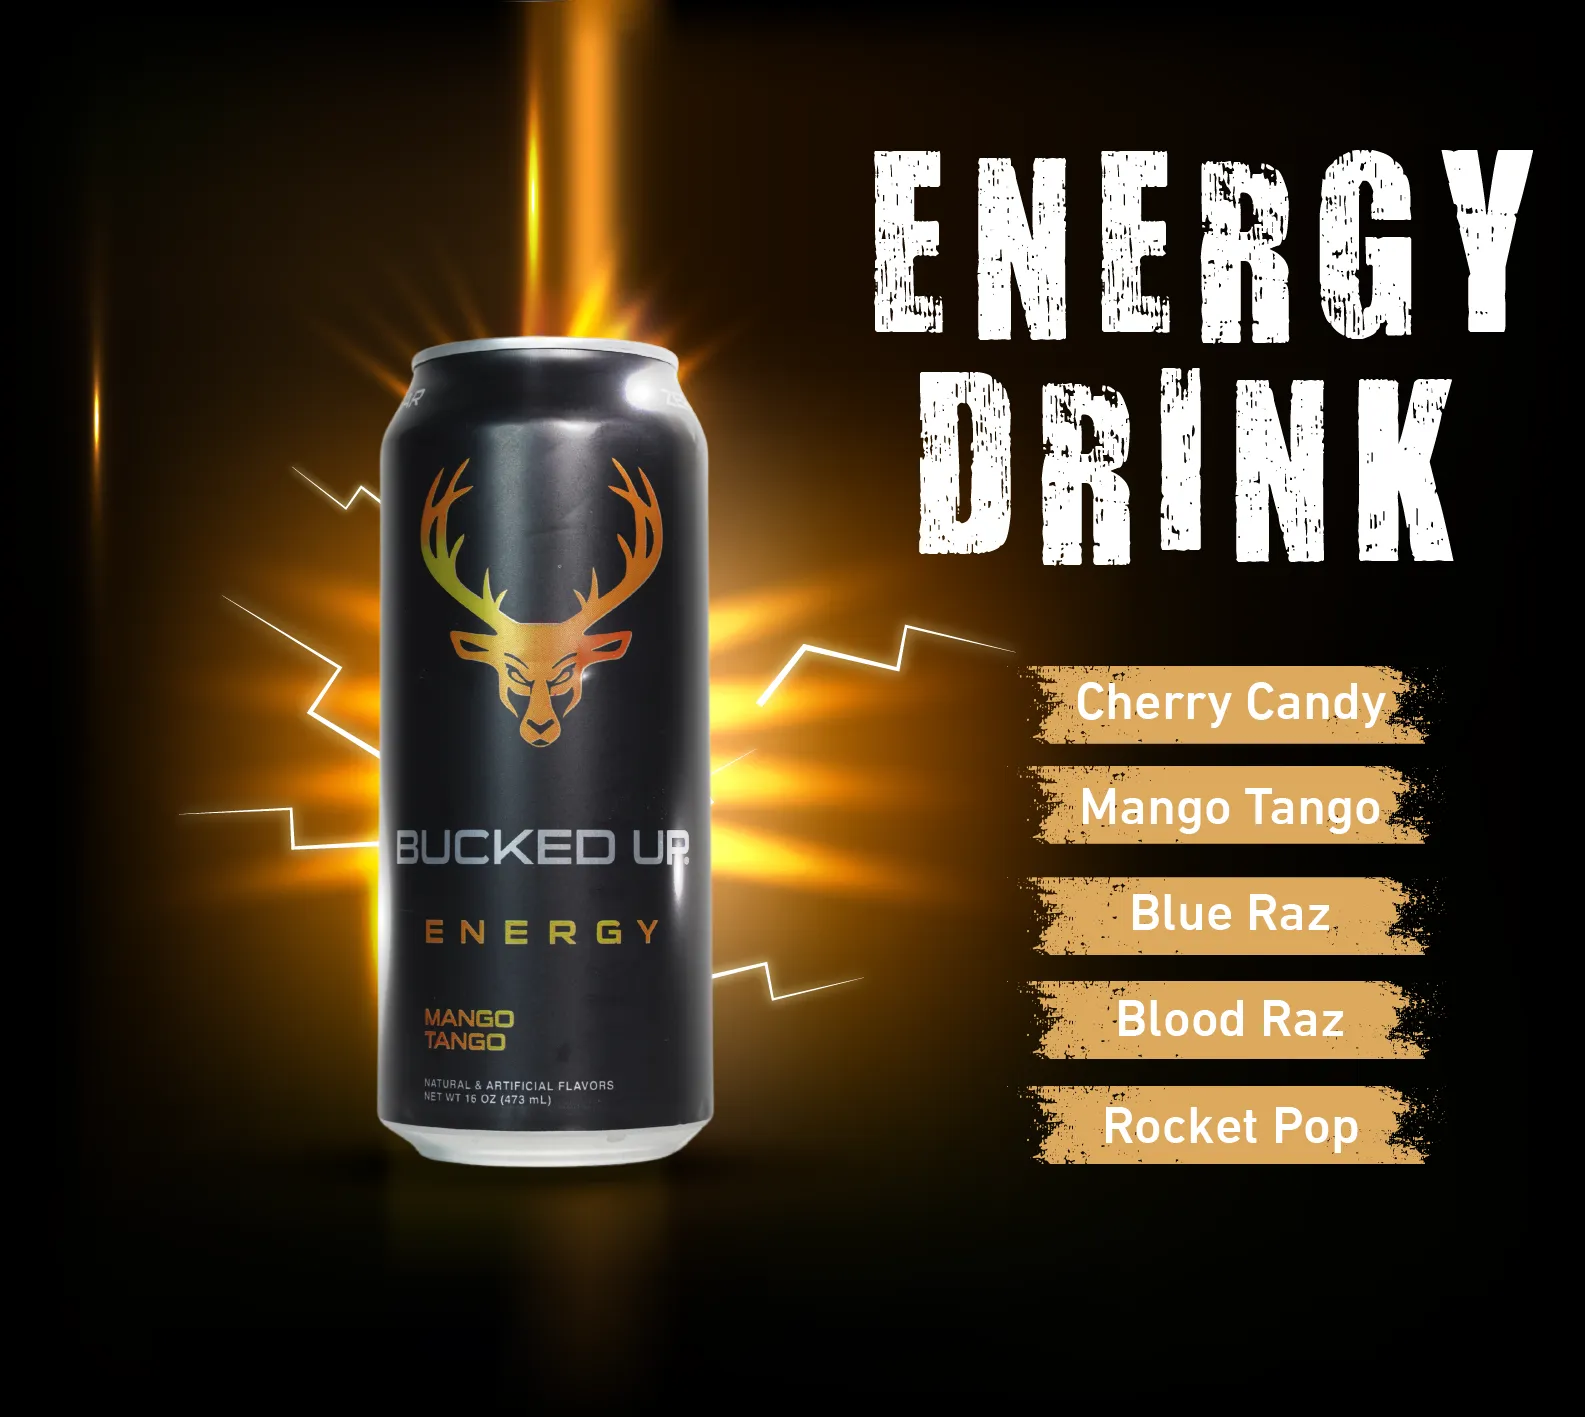 ENERGY
DRINK
BUCKED UP.
ENERGY
MANGO
TANGO
NATURAL & ARTIFICIAL FLAVORS
NET WT 16 OZ (473 mL)
Cherry Candy
Mango Tango
Blue Raz
Blood Raz
Rocket Pop